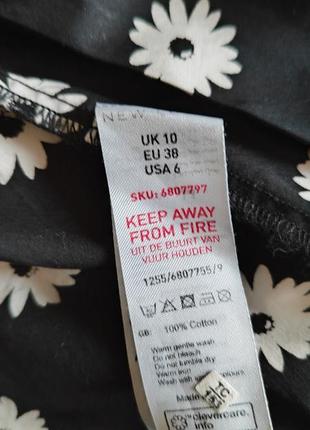 NEW
UK 10
EU 38
USA 6
SKU: 6807797
KEEP AWAY
FROM FIRE
UIT DE BUURT VAN
VUUR HOUDEN
1255/6807755/9
GB: 100% Cotton
Warm gentle wash
Do not bleach
Do not tumble dry
Warm iron
Wash with
Made
clevercare.
info